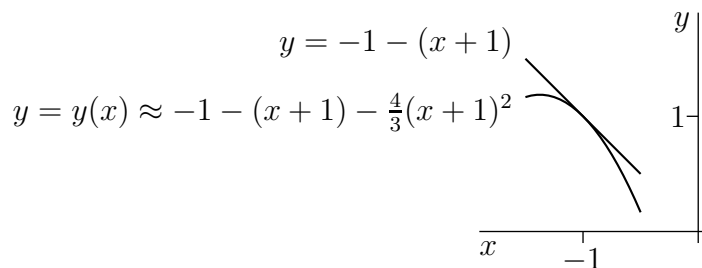 y
y = −1 − (x + 1)
y = y(x) ≈ −1 − (x + 1) − 4/3(x + 1)²
1
x
−1